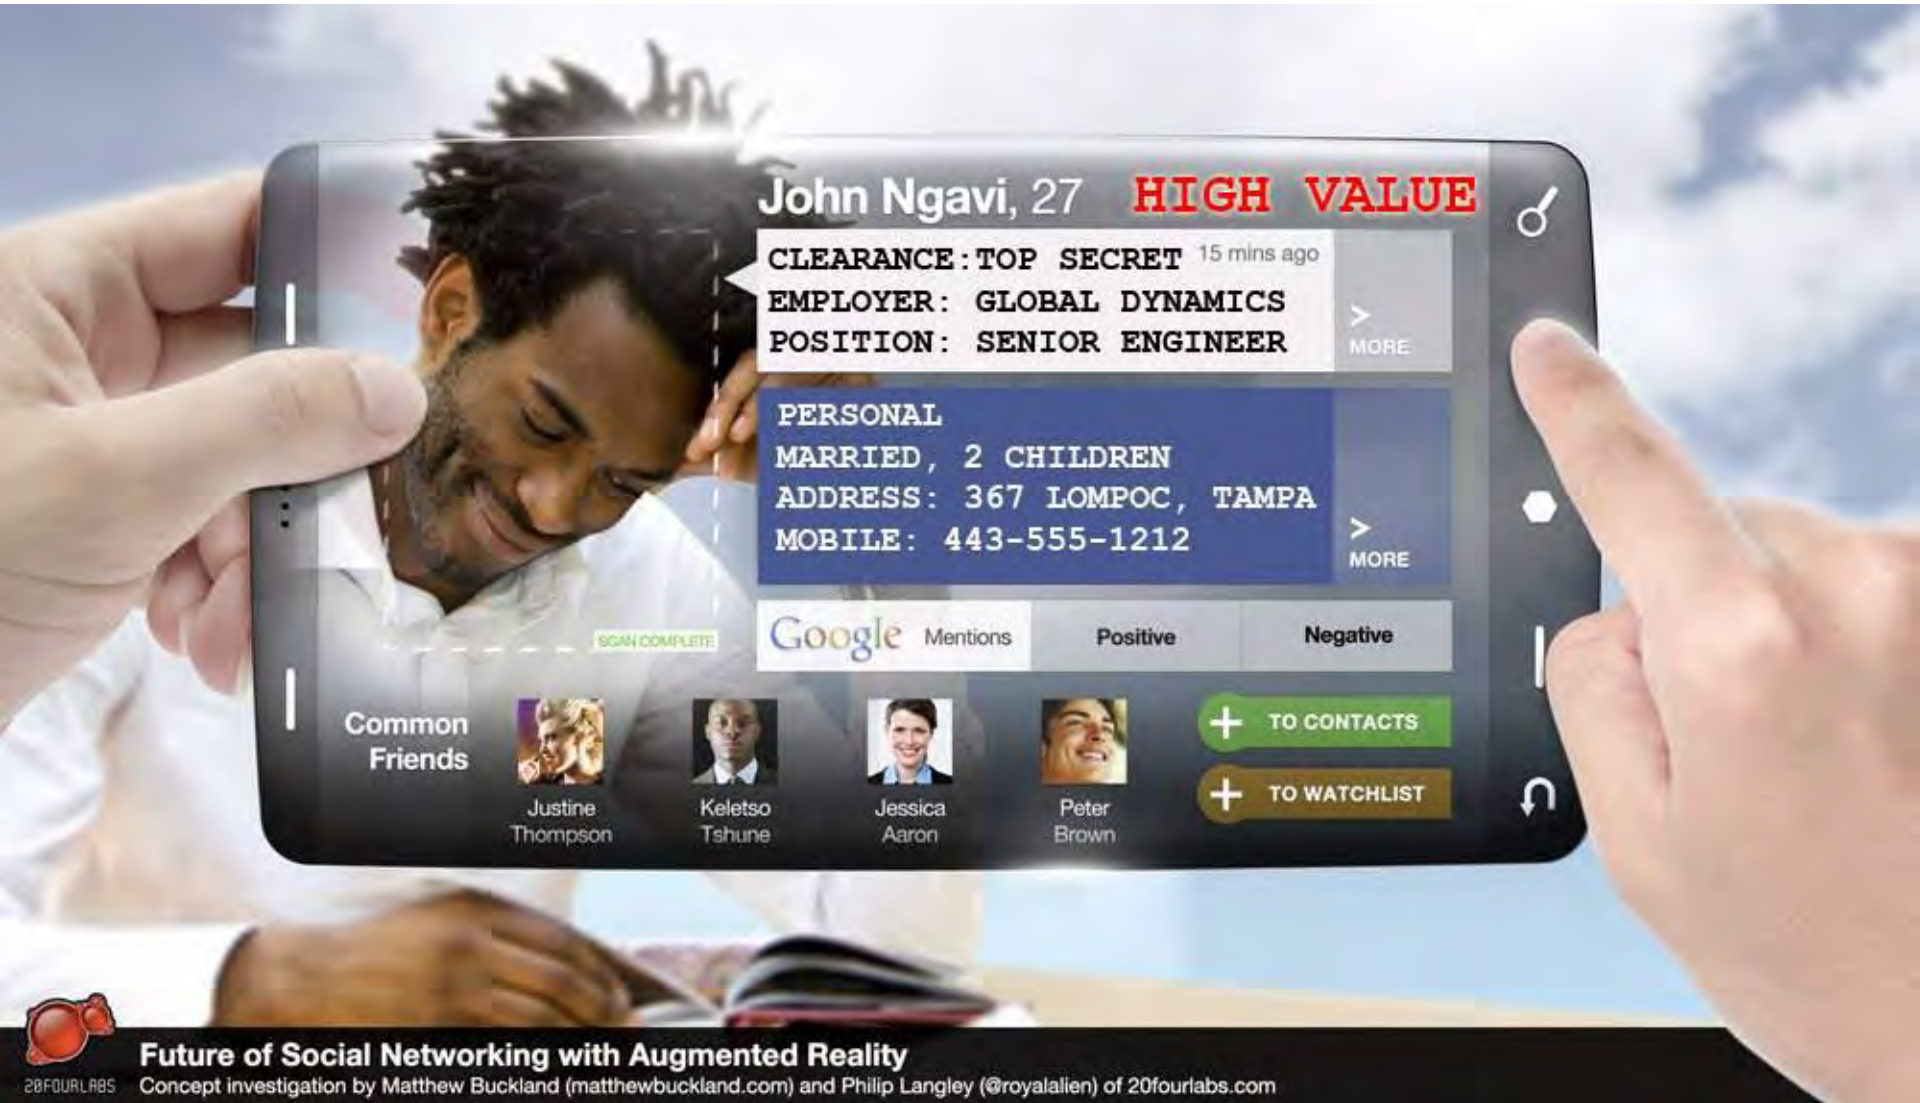 John Ngavi, 27 HIGH VALUE
CLEARANCE:TOP SECRET 15 mins ago
EMPLOYER: GLOBAL DYNAMICS
POSITION: SENIOR ENGINEER
> MORE
PERSONAL
MARRIED, 2 CHILDREN
ADDRESS: 367 LOMPOC, TAMPA
MOBILE: 443-555-1212
> MORE
SCAN COMPLETE
Google Mentions Positive Negative
Common
Friends
Justine
Thompson
Keletso
Tshune
Jessica
Aaron
Peter
Brown
+ TO CONTACTS
+ TO WATCHLIST
20FOURLABS
Future of Social Networking with Augmented Reality
Concept investigation by Matthew Buckland (matthewbuckland.com) and Philip Langley (@royalalien) of 20fourlabs.com